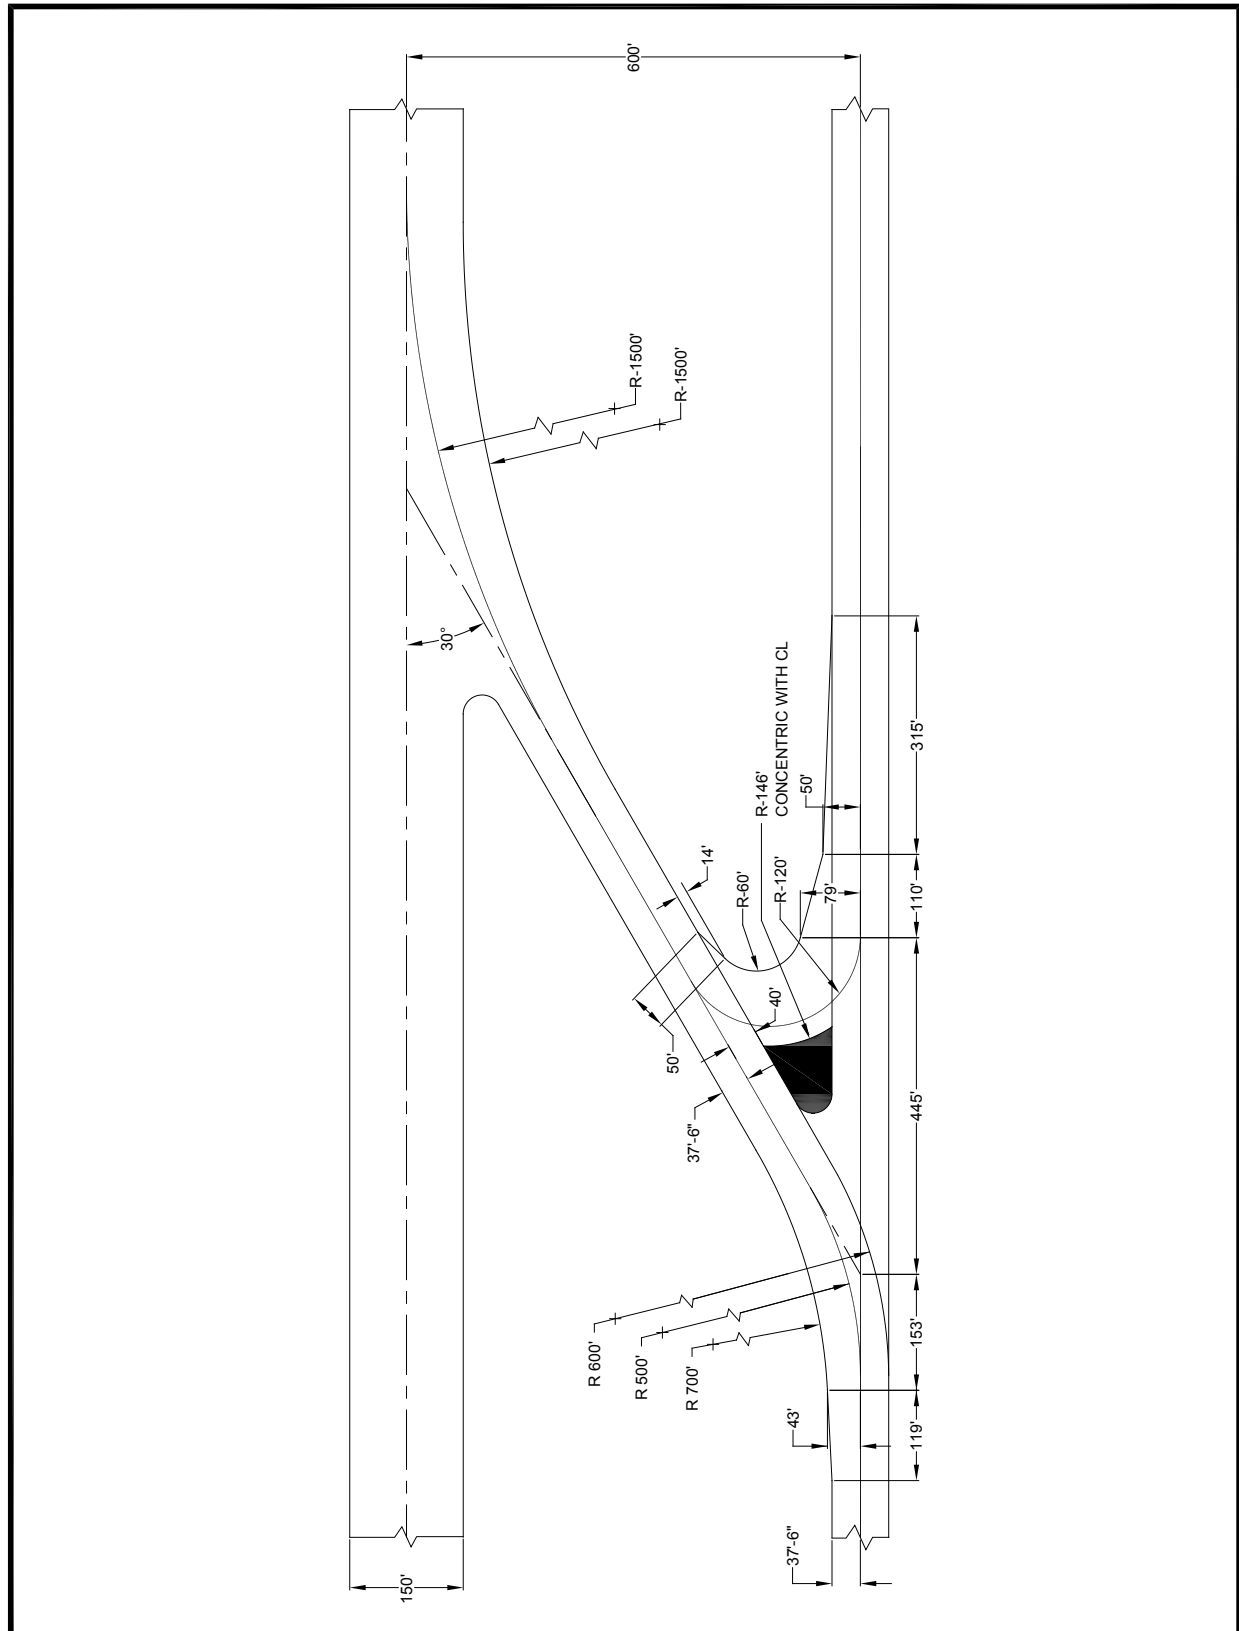 600'
R-1500'
R-1500'
30°
R-146'
CONCENTRIC WITH CL
315'
50'
14'
R-60'
R-120'
79'
110'
40'
50'
37'-6"
445'
R 600'
R 500'
R 700'
153'
43'
119'
37'-6"
150'